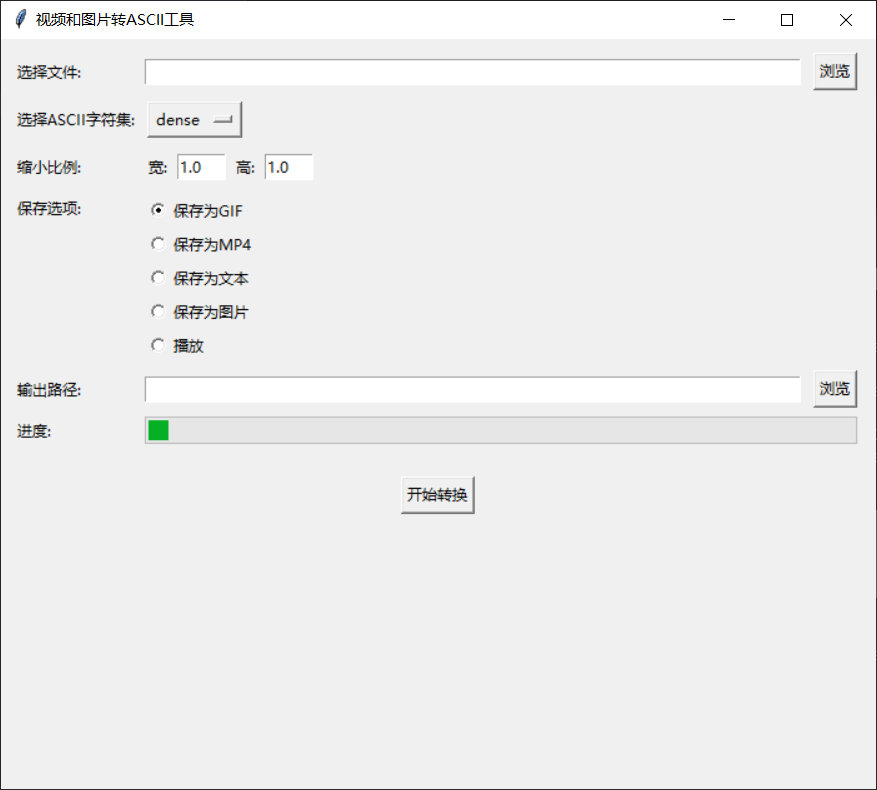 视频和图片转ASCII工具
选择文件: 浏览
选择ASCII字符集: dense
缩小比例: 宽: 1.0 高: 1.0
保存选项: 保存为GIF
保存为MP4
保存为文本
保存为图片
播放
输出路径: 浏览
进度:
开始转换